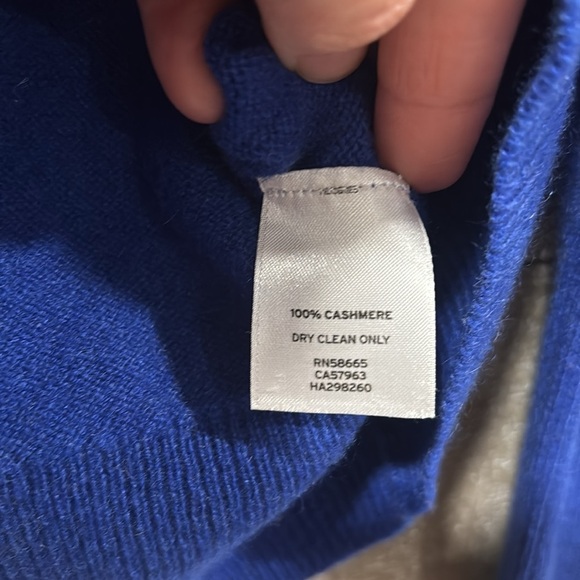 100% CASHMERE
DRY CLEAN ONLY
RN58665
CA57963
HA298260